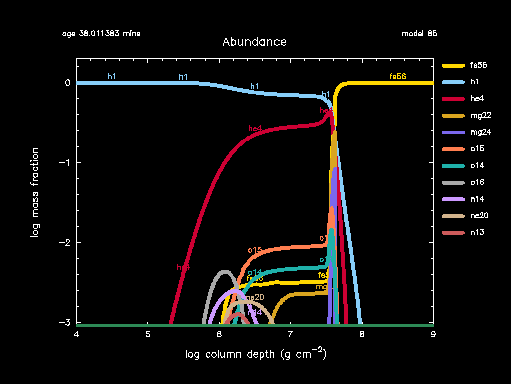 age 38.011383 mins
model 86
Abundance
fe56
h1
h1
h1
h1
fe56
h1
he4
mg22
mg24
o15
o14
o16
n14
ne20
n13
he4
he4
o15
o14
ne20
0
−1
−2
−3
log mass fraction
4
5
6
7
8
9
log column depth (g cm−2)